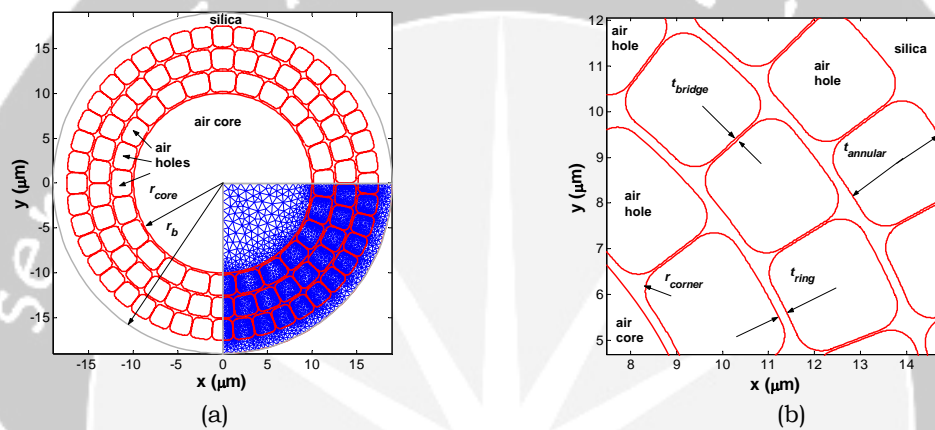 silica
15
10
5
0
-5
-10
-15
y (μm)
air core
air
holes
r_core
r_b
-15 -10 -5 0 5 10 15
x (μm)
(a)
12
11
10
9
8
7
6
5
y (μm)
air
hole
silica
air
hole
t_bridge
t_annular
air
hole
r_corner
t_ring
air
core
8 9 10 11 12 13 14
x (μm)
(b)